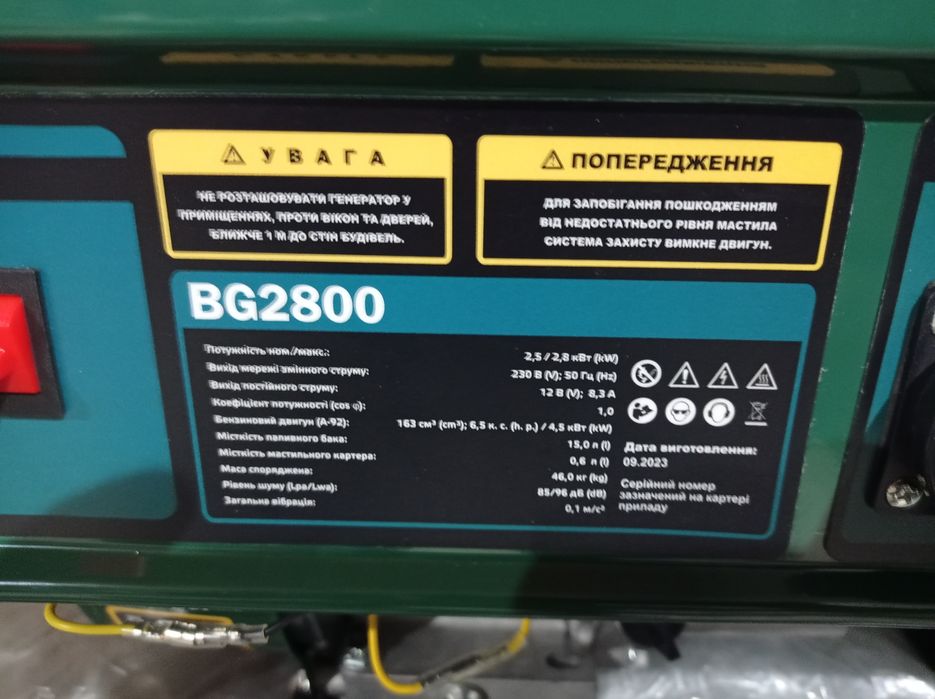 УВАГА
НЕ РОЗТАШОВУВАТИ ГЕНЕРАТОР У
ПРИМІЩЕННЯХ, ПРОТИ ВІКОН ТА ДВЕРЕЙ,
БЛИЖЧЕ 1 М ДО СТІН БУДІВЕЛЬ.
ПОПЕРЕДЖЕННЯ
ДЛЯ ЗАПОБІГАННЯ ПОШКОДЖЕННЯМ
ВІД НЕДОСТАТНЬОГО РІВНЯ МАСТИЛА
СИСТЕМА ЗАХИСТУ ВИМКНЕ ДВИГУН.
BG2800
Потужність ном./макс.: 2,5 / 2,8 кВт (kW)
Вихід мережі змінного струму: 230 В (V); 50 Гц (Hz)
Вихід постійного струму: 12 В (V); 8,3 А
Коефіцієнт потужності (cos φ): 1,0
Бензиновий двигун (А-92): 163 см³ (cm³); 6,5 к. с. (h. p.) / 4,5 кВт (kW)
Місткість паливного бака: 15,0 л (l)
Місткість мастильного картера: 0,6 л (l)
Маса споряджена: 46,0 кг (kg)
Рівень шуму (Lpa/Lwa): 85/96 дБ (dB)
Загальна вібрація: 0,1 м/с²
Дата виготовлення:
09.2023
Серійний номер
зазначений на картері
приладу